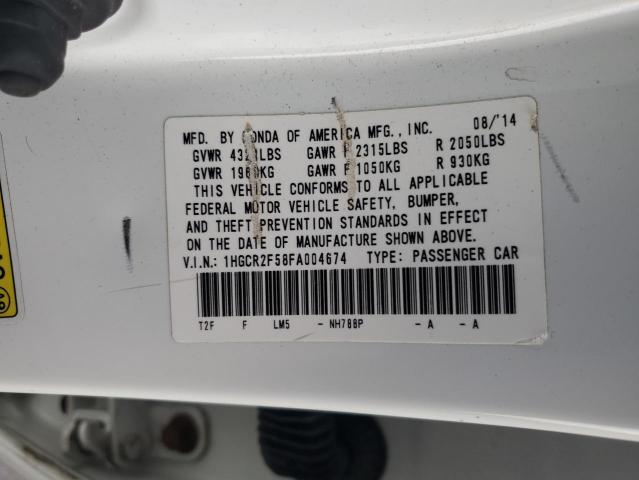 MFD. BY HONDA OF AMERICA MFG., INC. 08/'14
GVWR LBS GAWR F 2315LBS R 2050LBS
GVWR KG GAWR F 1050KG R 930KG
THIS VEHICLE CONFORMS TO ALL APPLICABLE
FEDERAL MOTOR VEHICLE SAFETY, BUMPER,
AND THEFT PREVENTION STANDARDS IN EFFECT
ON THE DATE OF MANUFACTURE SHOWN ABOVE.
V.I.N.: 1HGCR2F58FA004674 TYPE: PASSENGER CAR
T2F F LM5 - NH788P - A - A